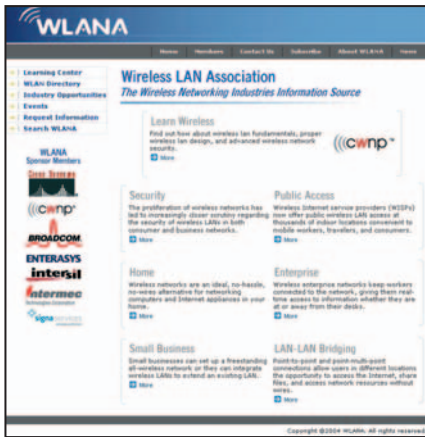 WLANA
Home Members Contact Us Subscribe About WLANA News
Learning Center
WLAN Directory
Industry Opportunities
Events
Request Information
Search WLANA
WLANA
Sponsor Members
CISCO SYSTEMS
((cwnp™
BROADCOM
ENTERASYS
intersil
Intermec
Technologies Corporation
signa services
Wireless LAN Association
The Wireless Networking Industries Information Source
Learn Wireless
Find out how about wireless lan fundamentals, proper
wireless lan design, and advanced wireless network
security.
More
((cwnp™
Security
The proliferation of wireless networks has
led to increasingly closer scrutiny regarding
the security of wireless LANs in both
consumer and business networks.
More
Public Access
Wireless Internet service providers (WISPs)
now offer public wireless LAN access at
thousands of indoor locations convenient to
mobile workers, travelers, and consumers.
More
Home
Wireless networks are an ideal, no-hassle,
no-wires alternative for networking
computers and Internet appliances in your
home.
More
Enterprise
Wireless enterprise networks keep workers
connected to the network, giving them real-
time access to information whether they are
at or away from their desks.
More
Small Business
Small businesses can set up a freestanding
all-wireless network or they can integrate
wireless LANs to extend an existing LAN.
More
LAN-LAN Bridging
Point-to-point and point-multi-point
connections allow users in different locations
the opportunity to access the Internet, share
files, and access network resources without
wires.
More
Copyright ©2004 WLANA. All rights reserved